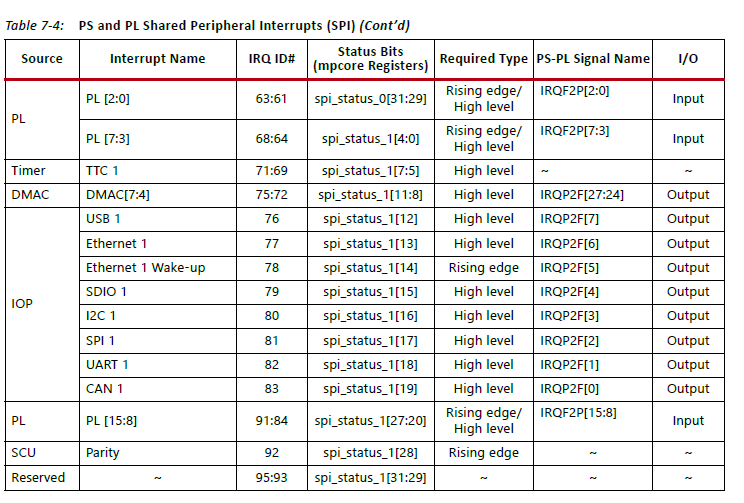 Table 7-4: PS and PL Shared Peripheral Interrupts (SPI) (Cont'd)
Source Interrupt Name IRQ ID# Status Bits (mpcore Registers) Required Type PS-PL Signal Name I/O
PL PL [2:0] 63:61 spi_status_0[31:29] Rising edge/ High level IRQF2P[2:0] Input
PL [7:3] 68:64 spi_status_1[4:0] Rising edge/ High level IRQF2P[7:3] Input
Timer TTC 1 71:69 spi_status_1[7:5] High level ~ ~
DMAC DMAC[7:4] 75:72 spi_status_1[11:8] High level IRQP2F[27:24] Output
IOP USB 1 76 spi_status_1[12] High level IRQP2F[7] Output
Ethernet 1 77 spi_status_1[13] High level IRQP2F[6] Output
Ethernet 1 Wake-up 78 spi_status_1[14] Rising edge IRQP2F[5] Output
SDIO 1 79 spi_status_1[15] High level IRQP2F[4] Output
I2C 1 80 spi_status_1[16] High level IRQP2F[3] Output
SPI 1 81 spi_status_1[17] High level IRQP2F[2] Output
UART 1 82 spi_status_1[18] High level IRQP2F[1] Output
CAN 1 83 spi_status_1[19] High level IRQP2F[0] Output
PL PL [15:8] 91:84 spi_status_1[27:20] Rising edge/ High level IRQF2P[15:8] Input
SCU Parity 92 spi_status_1[28] Rising edge ~ ~
Reserved ~ 95:93 spi_status_1[31:29] ~ ~ ~